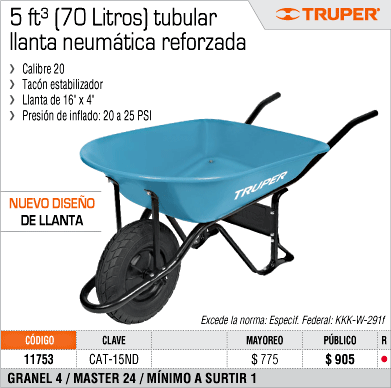 5 ft³ (70 Litros) tubular
llanta neumática reforzada
TRUPER®
› Calibre 20
› Tacón estabilizador
› Llanta de 16" x 4"
› Presión de inflado: 20 a 25 PSI
TRUPER
NUEVO DISEÑO
DE LLANTA
Excede la norma: Especif. Federal: KKK-W-291f
CÓDIGO CLAVE MAYOREO PÚBLICO R
11753 CAT-15ND $ 775 $ 905 ●
GRANEL 4 / MASTER 24 / MÍNIMO A SURTIR 1